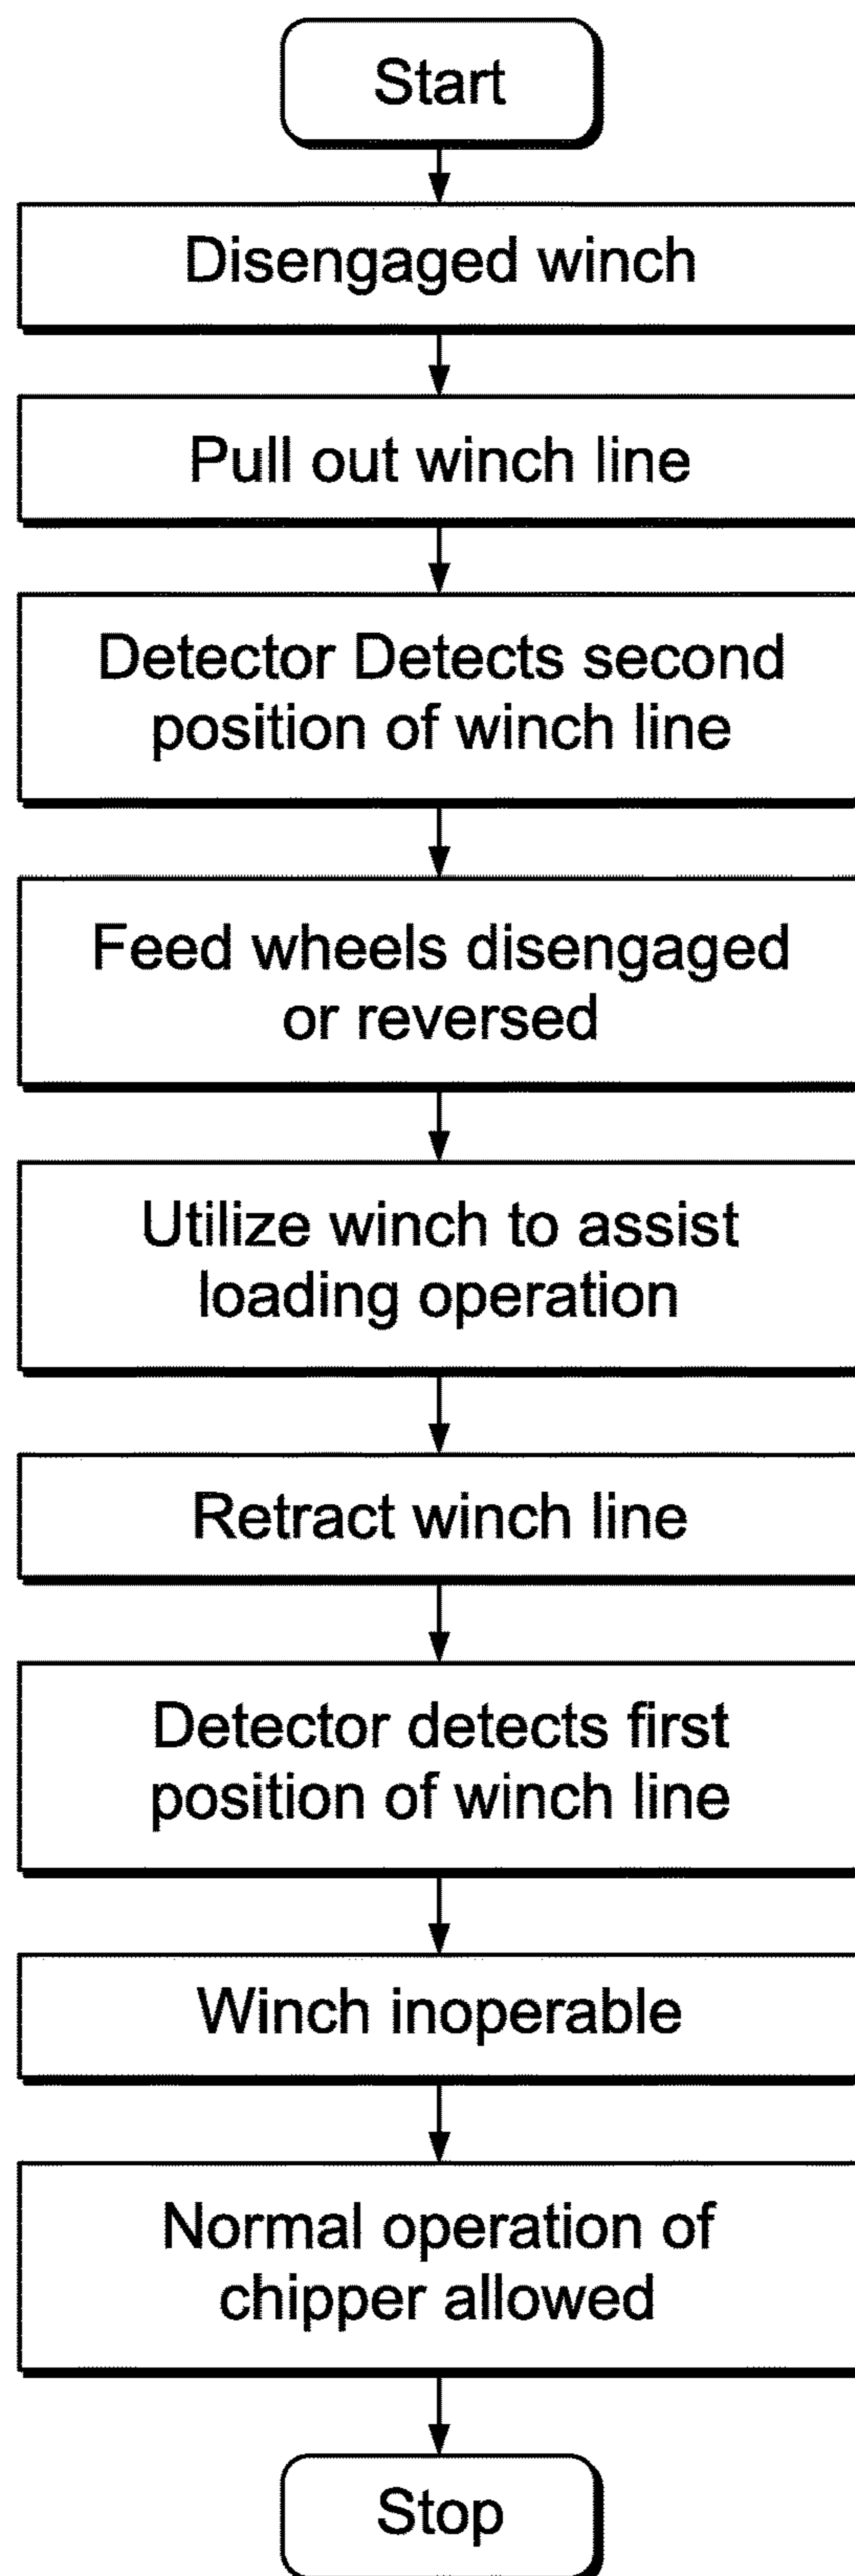 Start
Disengaged winch
Pull out winch line
Detector Detects second
position of winch line
Feed wheels disengaged
or reversed
Utilize winch to assist
loading operation
Retract winch line
Detector detects first
position of winch line
Winch inoperable
Normal operation of
chipper allowed
Stop